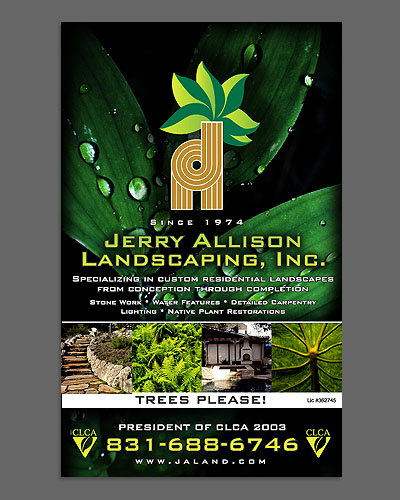 Since 1974
Jerry Allison
Landscaping, Inc.
Specializing in custom residential landscapes
from conception through completion
Stone Work * Water Features * Detailed Carpentry
Lighting * Native Plant Restorations
TREES PLEASE!
Lic #362745
PRESIDENT OF CLCA 2003
CLCA
831-688-6746
CLCA
WWW.JALAND.COM